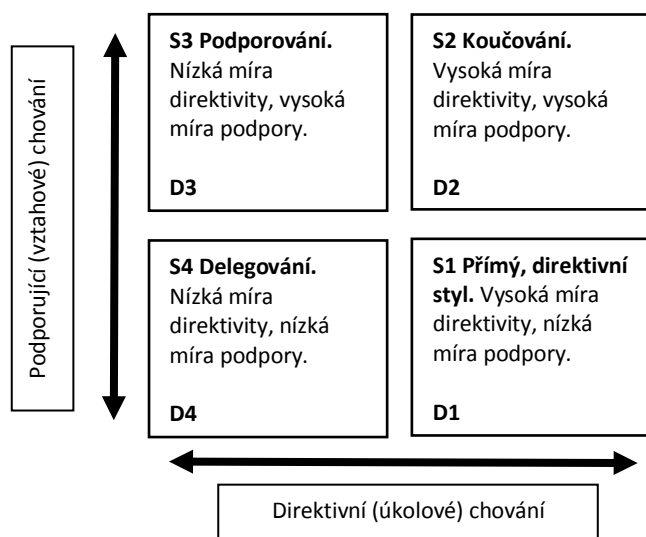 Podporující (vztahové) chování
S3 Podporování.
Nízká míra
direktivity, vysoká
míra podpory.
D3
S2 Koučování.
Vysoká míra
direktivity, vysoká
míra podpory.
D2
S4 Delegování.
Nízká míra
direktivity, nízká
míra podpory.
D4
S1 Přímý, direktivní
styl. Vysoká míra
direktivity, nízká
míra podpory.
D1
Direktivní (úkolové) chování